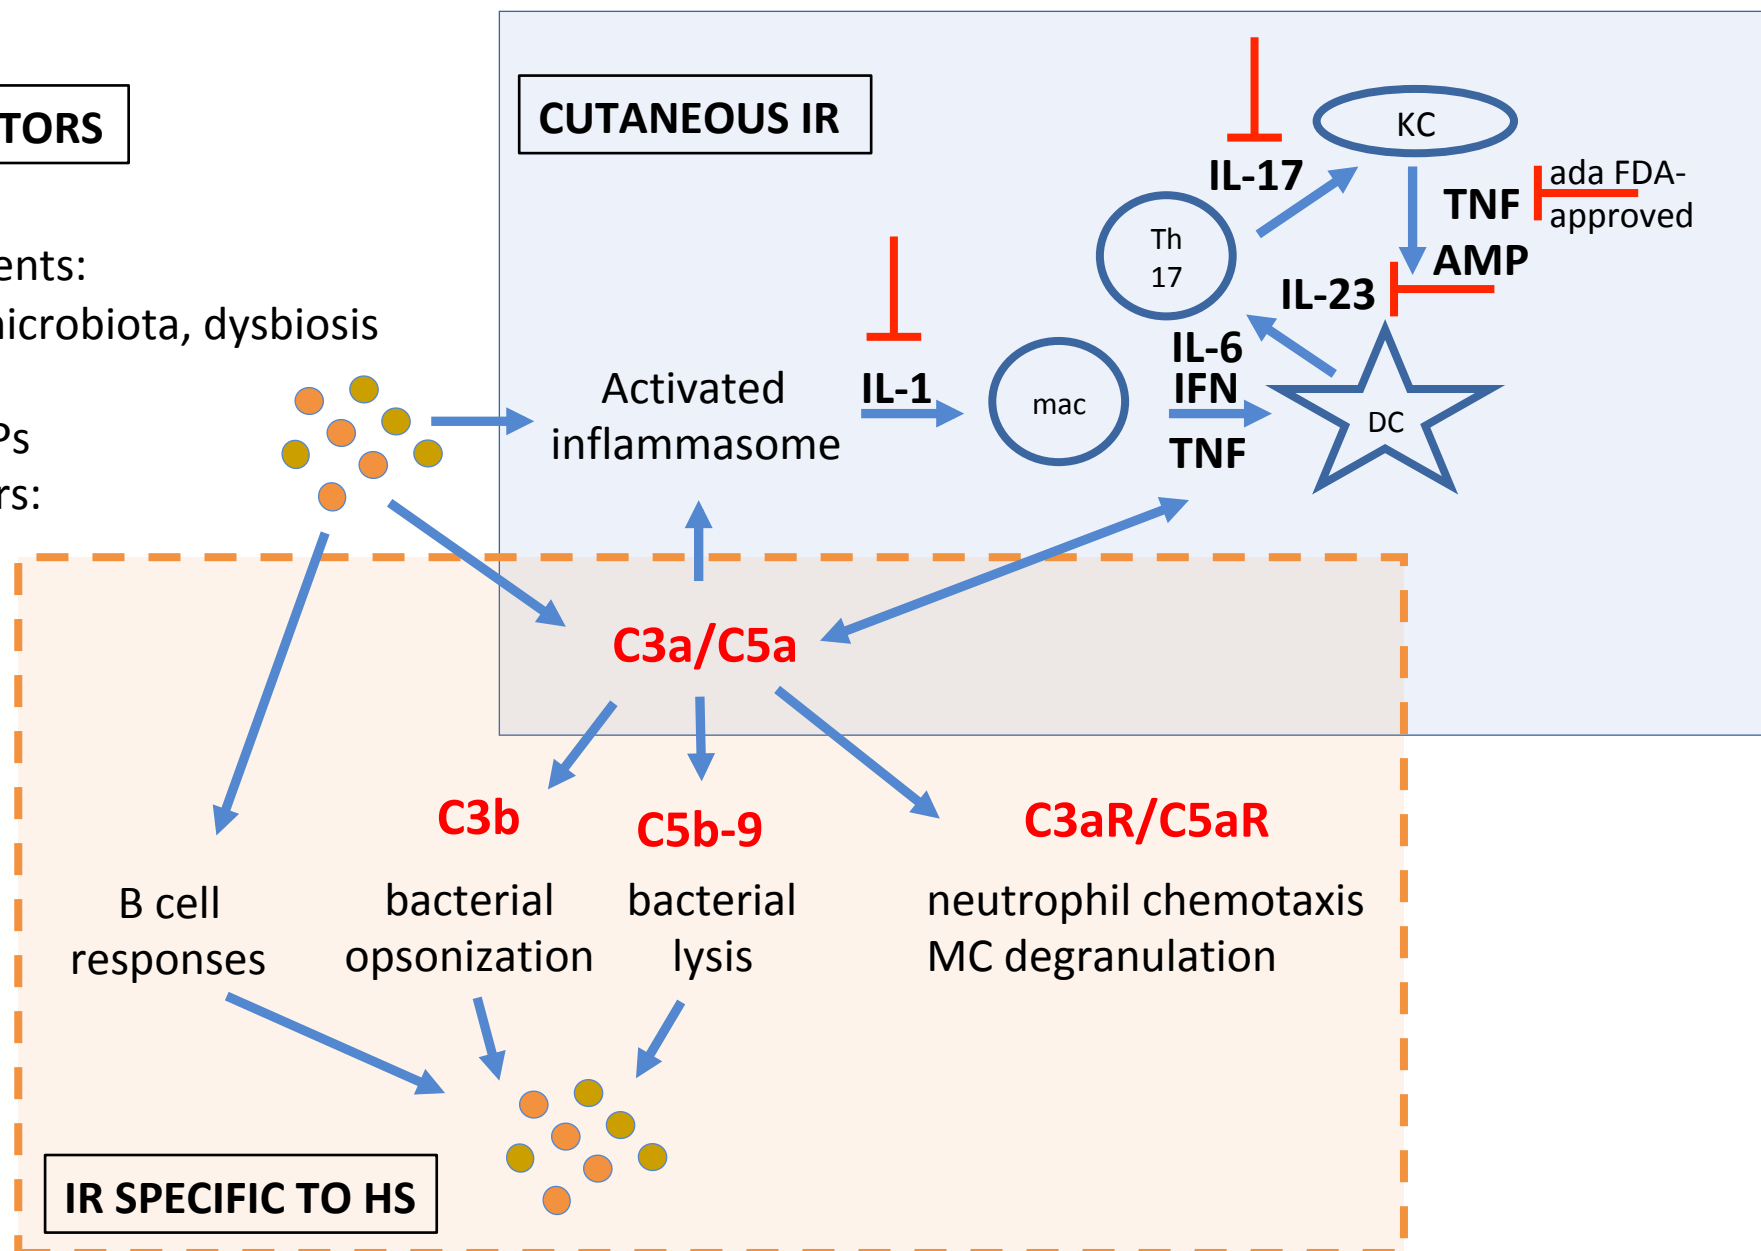 TORS
ents:
nicrobiota, dysbiosis
Ps
rs:
CUTANEOUS IR
KC
IL-17
ada FDA-
approved
TNF
Th
17
AMP
IL-23
IL-6
Activated
inflammasome
IL-1
mac
IFN
TNF
DC
C3a/C5a
C3b
C5b-9
C3aR/C5aR
B cell
responses
bacterial
opsonization
bacterial
lysis
neutrophil chemotaxis
MC degranulation
IR SPECIFIC TO HS